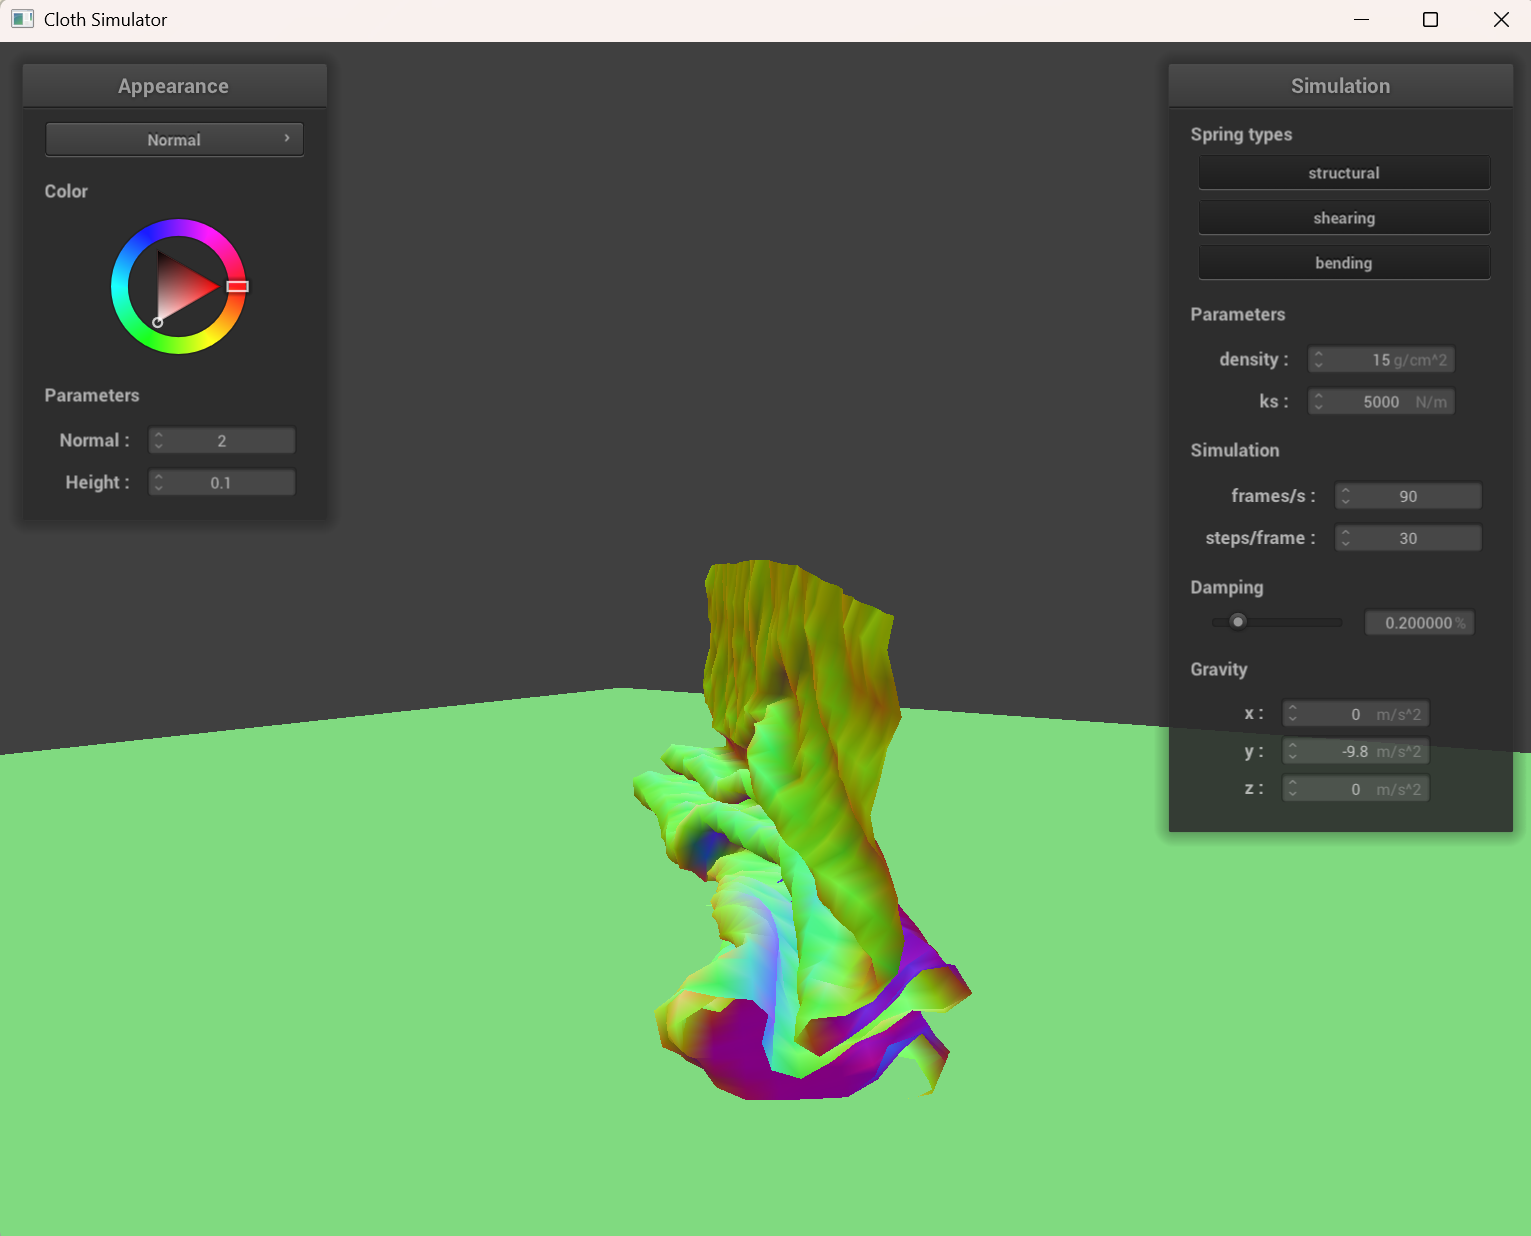 Cloth Simulator
Appearance
Normal
Color
Parameters
Normal : 2
Height : 0.1
Simulation
Spring types
structural
shearing
bending
Parameters
density : 15 g/cm^2
ks : 5000 N/m
Simulation
frames/s : 90
steps/frame : 30
Damping
0.200000 %
Gravity
x : 0 m/s^2
y : -9.8 m/s^2
z : 0 m/s^2